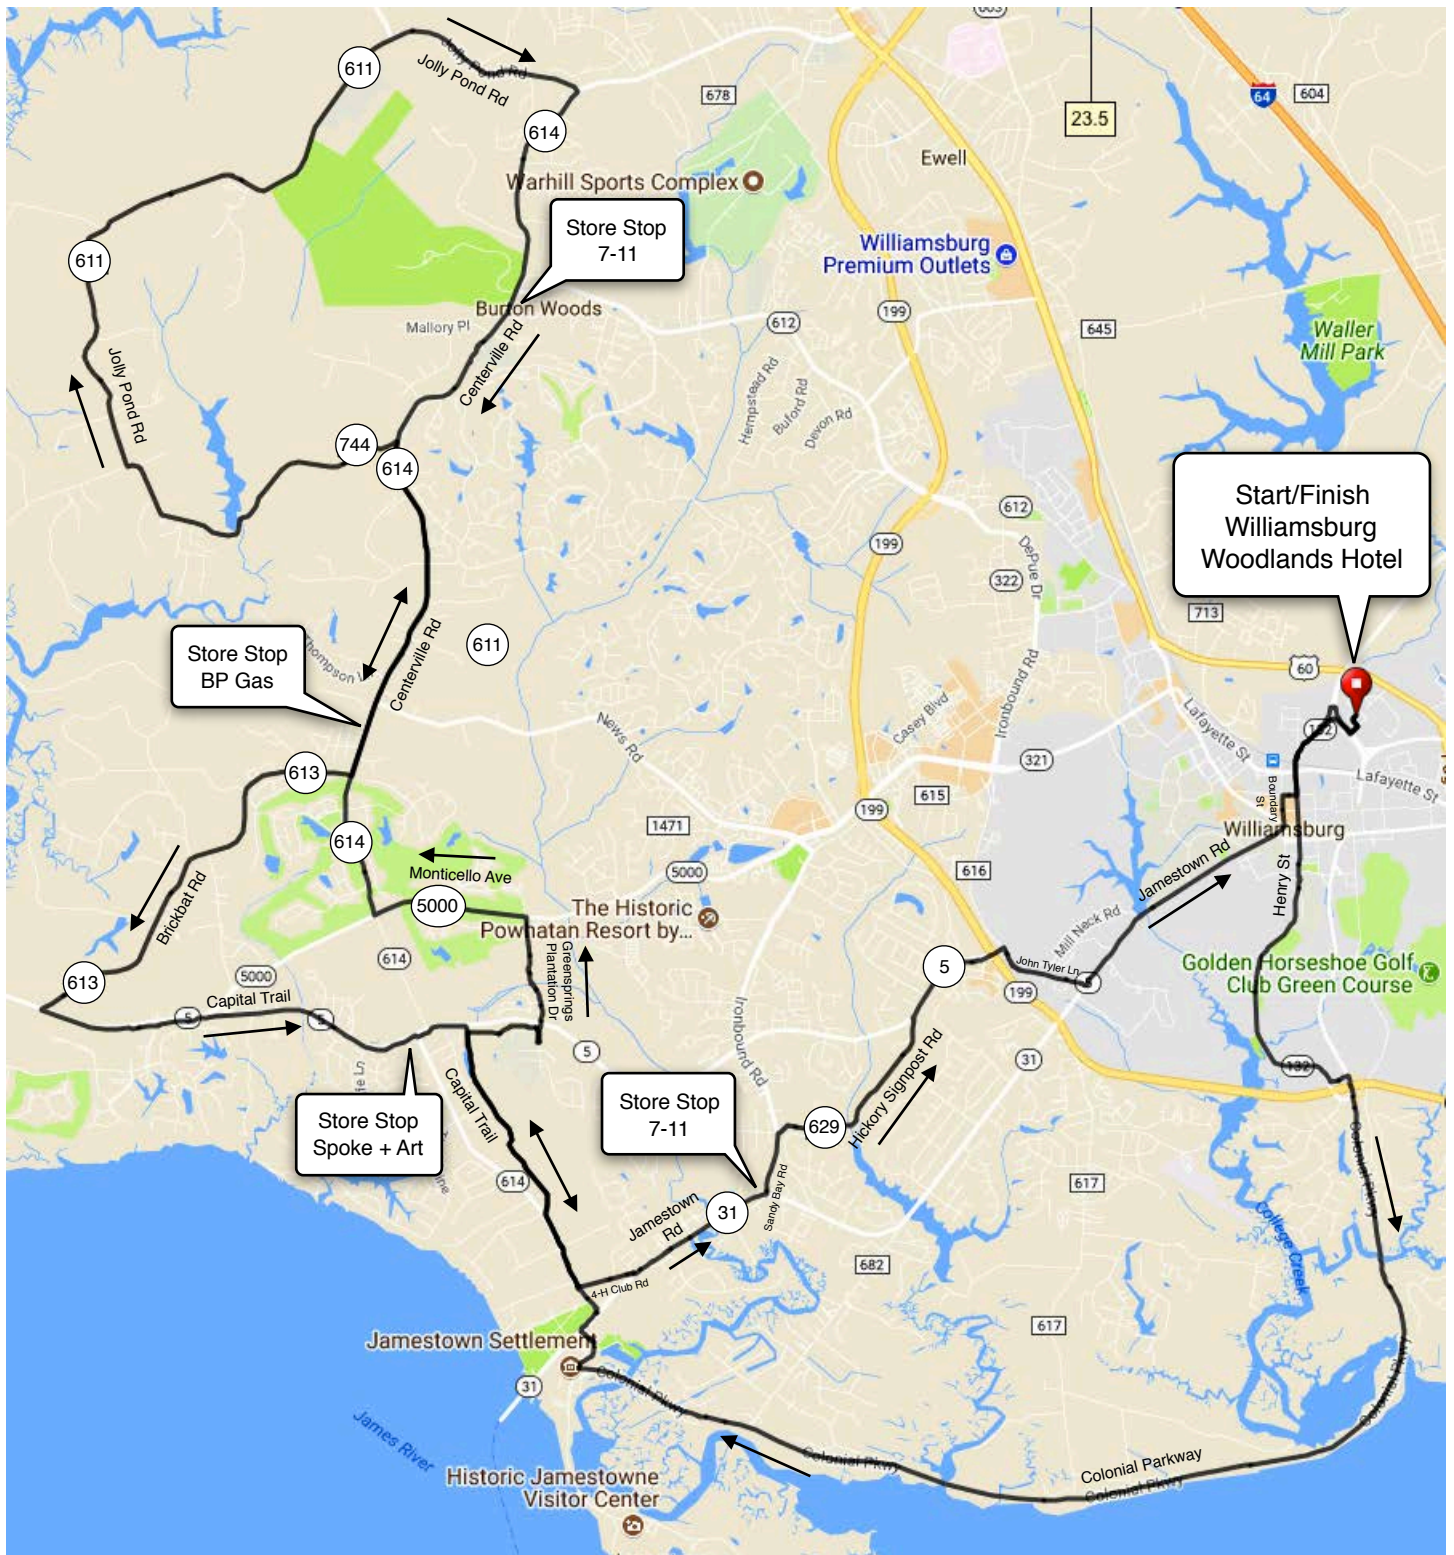 603
611
Jolly Pond Rd
Jolly Pond Rd
678
64
604
23.5
614
Ewell
Warhill Sports Complex
Store Stop
7-11
Williamsburg
Premium Outlets
611
Burton Woods
Mallory Pl
612
199
645
Waller
Mill Park
Centerville Rd
Jolly Pond Rd
Hempstead Rd
Buford Rd
Devon Rd
744
614
Start/Finish
Williamsburg
Woodlands Hotel
612
199
DePue Dr
322
713
Store Stop
BP Gas
Centerville Rd
611
60
Ironbound Rd
Casey Blvd
Lafayette St
132
News Rd
613
321
Lafayette St
Boundary
St
615
199
1471
Williamsburg
614
Monticello Ave
5000
5000
616
Jamestown Rd
Henry St
Brickbat Rd
The Historic
Powhatan Resort by...
Mill Neck Rd
614
Greensprings
Plantation Dr
5
John Tyler Ln
Golden Horseshoe Golf
Club Green Course
613
5000
Capital Trail
5
5
199
Ironbound Rd
5
31
Hickory Signpost Rd
132
Capital Trail
Store Stop
Spoke + Art
Store Stop
7-11
629
Colonial Pkwy
614
617
Sandy Bay Rd
31
Jamestown
Rd
College Creek
682
4-H Club Rd
617
Jamestown Settlement
31
Colonial Pkwy
Colonial Pkwy
James River
Colonial Pkwy
Colonial Parkway
Colonial Pkwy
Historic Jamestowne
Visitor Center